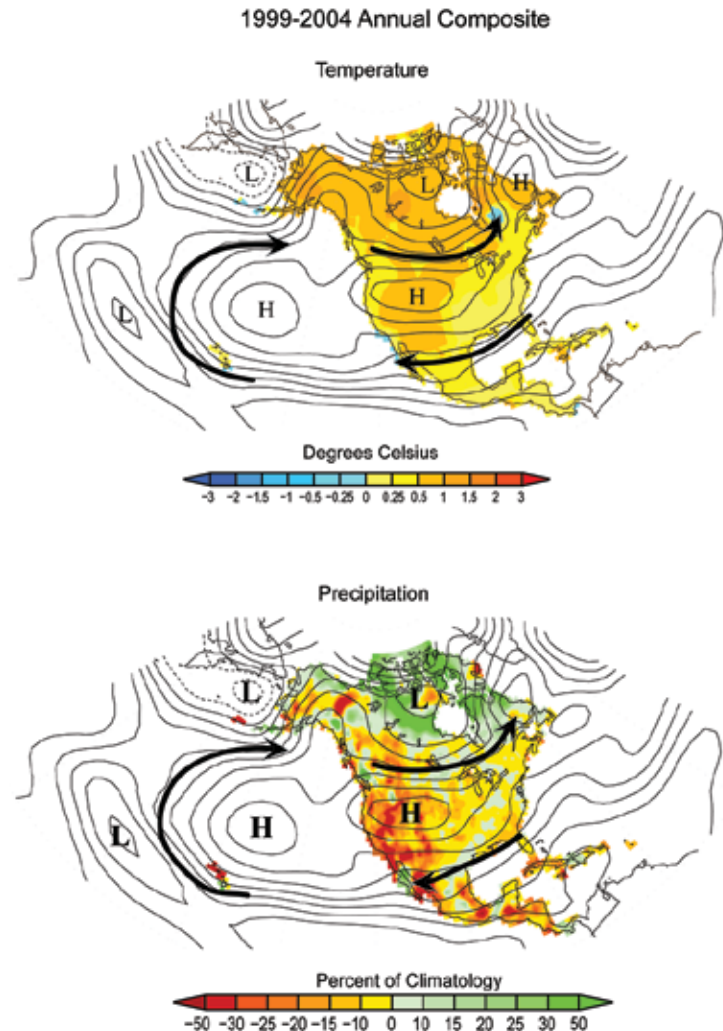 1999-2004 Annual Composite
Temperature
L
L
H
L
H
H
Degrees Celsius
-3 -2 -1.5 -1 -0.5 -0.25 0 0.25 0.5 1 1.5 2 3
Precipitation
L
L
L
H
H
Percent of Climatology
-50 -30 -25 -20 -15 -10 0 10 15 20 25 30 50